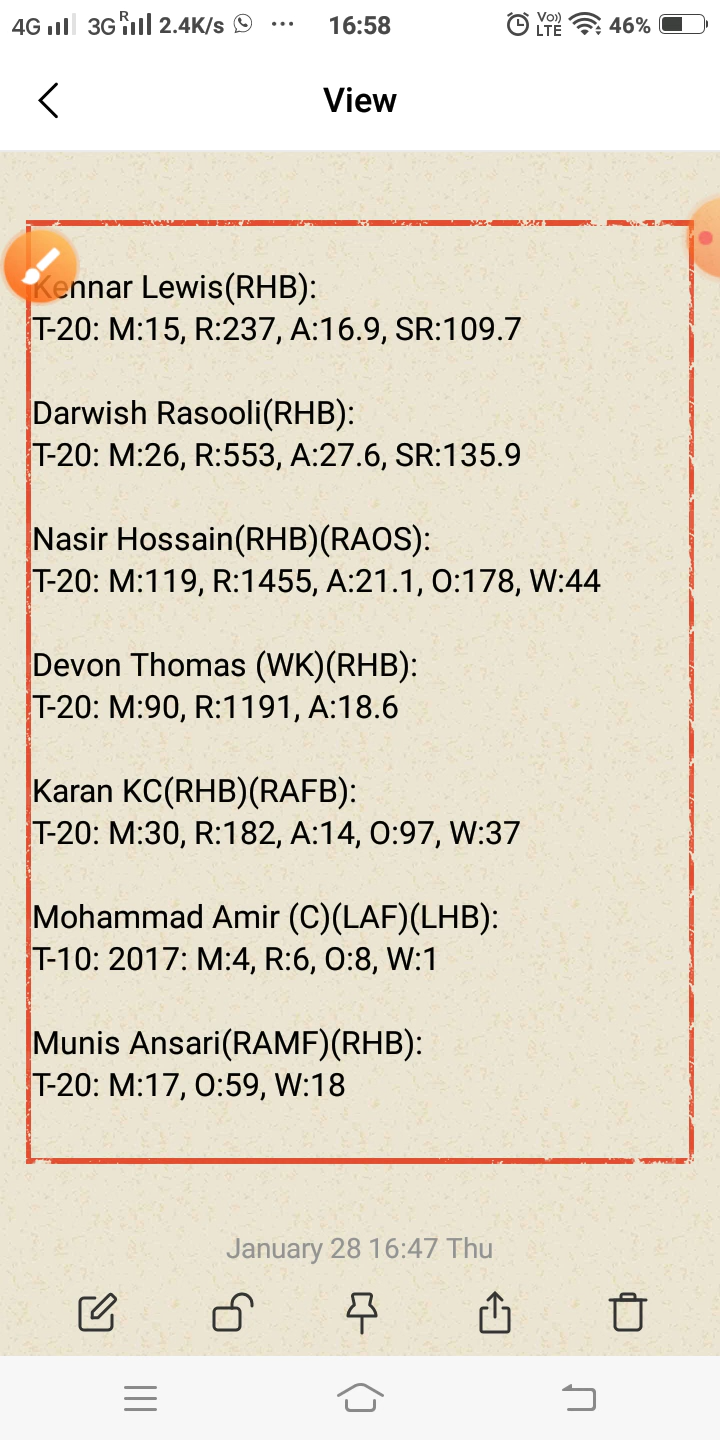 4G 3G R 2.4K/s ... 16:58 Vo)) LTE 46%
View
Kennar Lewis(RHB):
T-20: M:15, R:237, A:16.9, SR:109.7
Darwish Rasooli(RHB):
T-20: M:26, R:553, A:27.6, SR:135.9
Nasir Hossain(RHB)(RAOS):
T-20: M:119, R:1455, A:21.1, O:178, W:44
Devon Thomas (WK)(RHB):
T-20: M:90, R:1191, A:18.6
Karan KC(RHB)(RAFB):
T-20: M:30, R:182, A:14, O:97, W:37
Mohammad Amir (C)(LAF)(LHB):
T-10: 2017: M:4, R:6, O:8, W:1
Munis Ansari(RAMF)(RHB):
T-20: M:17, O:59, W:18
January 28 16:47 Thu